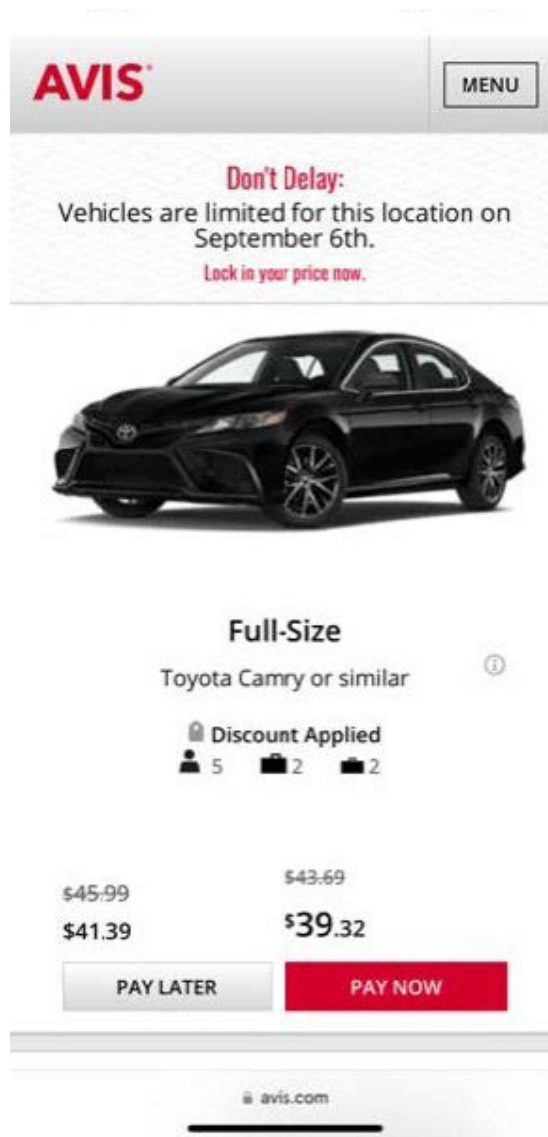 AVIS
MENU
Don't Delay:
Vehicles are limited for this location on
September 6th.
Lock in your price now.
Full-Size
Toyota Camry or similar
Discount Applied
5 2 2
$45.99 $43.69
$41.39 $39.32
PAY LATER PAY NOW
avis.com